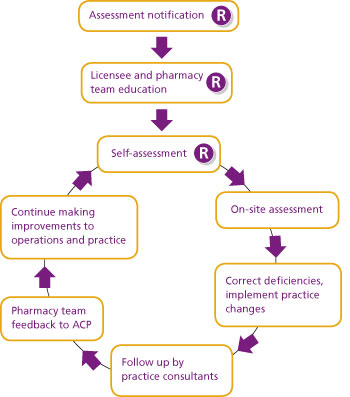 Assessment notification R
Licensee and pharmacy
team education R
Self-assessment R
On-site assessment
Correct deficiencies,
implement practice
changes
Follow up by
practice consultants
Pharmacy team
feedback to ACP
Continue making
improvements to
operations and practice